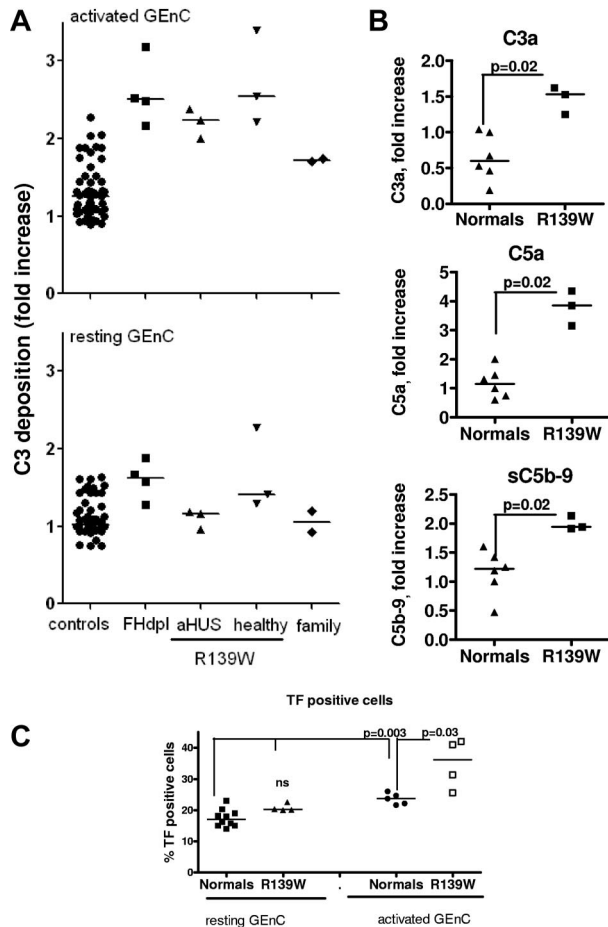 A
activated GEnC
3
2
1
0
resting GEnC
3
2
1
0
C3 deposition (fold increase)
controls FHdpl aHUS healthy family
R139W
B
C3a
p=0.02
2.0
1.5
1.0
0.5
0.0
C3a, fold increase
Normals R139W
C5a
p=0.02
5
4
3
2
1
0
C5a, fold increase
Normals R139W
sC5b-9
p=0.02
2.5
2.0
1.5
1.0
0.5
0.0
C5b-9, fold increase
Normals R139W
C
TF positive cells
p=0.003 p=0.03
ns
40
30
20
10
0
% TF positive cells
Normals R139W . Normals R139W
resting GEnC activated GEnC